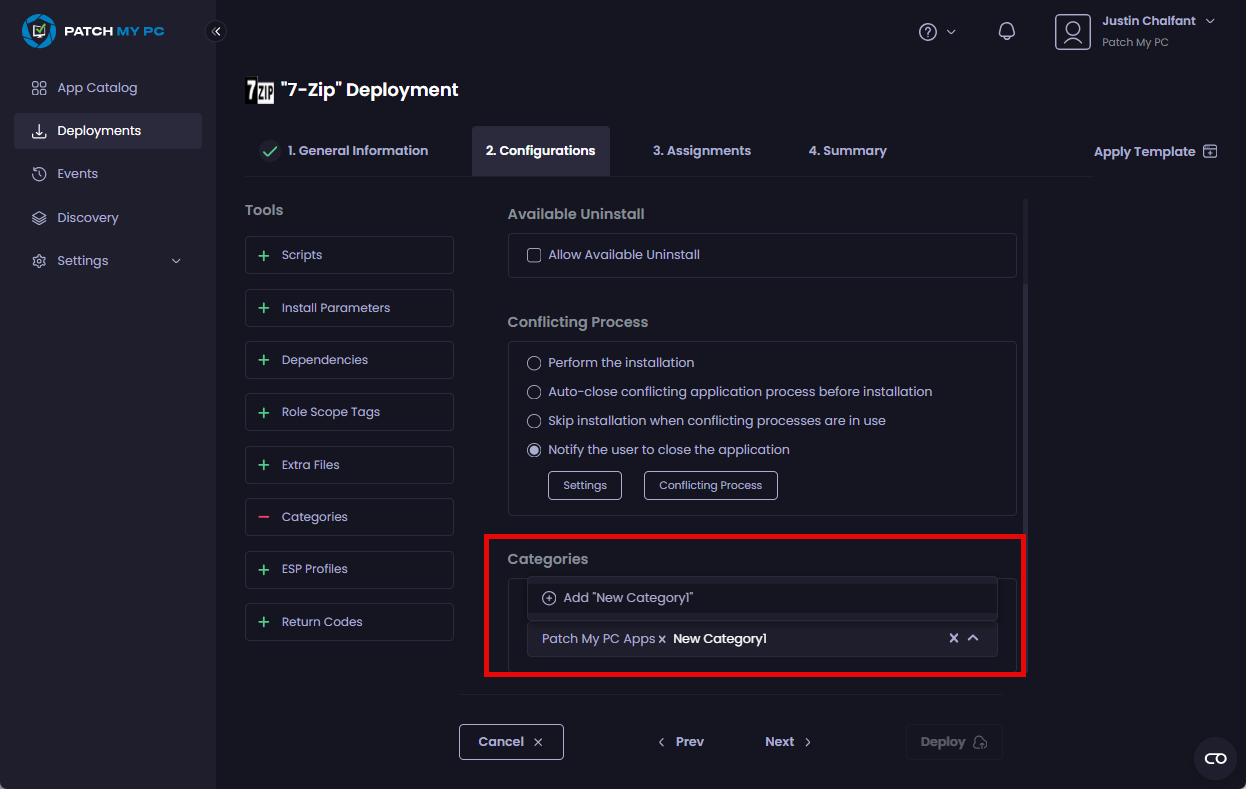 PATCH MY PC
Justin Chalfant
Patch My PC
App Catalog
Deployments
Events
Discovery
Settings
7ZIP "7-Zip" Deployment
1. General Information
2. Configurations
3. Assignments
4. Summary
Apply Template
Tools
Scripts
Install Parameters
Dependencies
Role Scope Tags
Extra Files
Categories
ESP Profiles
Return Codes
Available Uninstall
Allow Available Uninstall
Conflicting Process
Perform the installation
Auto-close conflicting application process before installation
Skip installation when conflicting processes are in use
Notify the user to close the application
Settings
Conflicting Process
Categories
Add "New Category1"
Patch My PC Apps x New Category1
Cancel
Prev
Next
Deploy